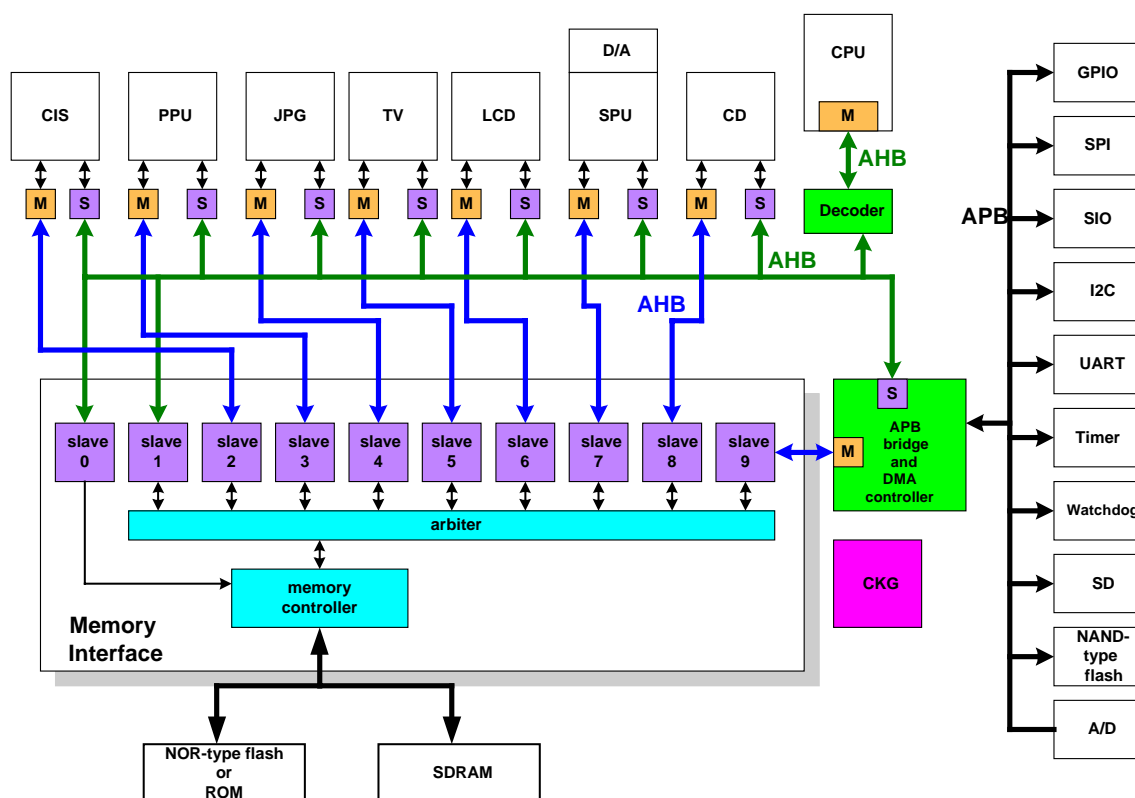 D/A
CPU
GPIO
CIS
PPU
JPG
TV
LCD
SPU
CD
M
AHB
SPI
M
S
M
S
M
S
M
S
M
S
M
S
M
S
Decoder
APB
SIO
AHB
I2C
AHB
UART
S
slave
0
slave
1
slave
2
slave
3
slave
4
slave
5
slave
6
slave
7
slave
8
slave
9
M
APB
bridge
and
DMA
controller
Timer
Watchdog
arbiter
memory
controller
CKG
SD
Memory
Interface
NAND-
type
flash
A/D
NOR-type flash
or
ROM
SDRAM